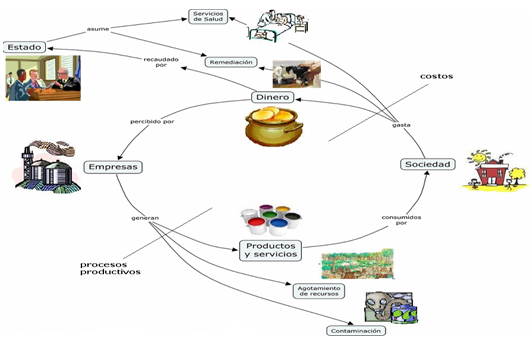 Servicios
de Salud
asume
Estado
recaudado
por
Remediación
costos
Dinero
percibido por
gasta
Empresas
Sociedad
generan
consumidos
por
Productos
y servicios
procesos
productivos
Agotamiento
de recursos
Contaminación